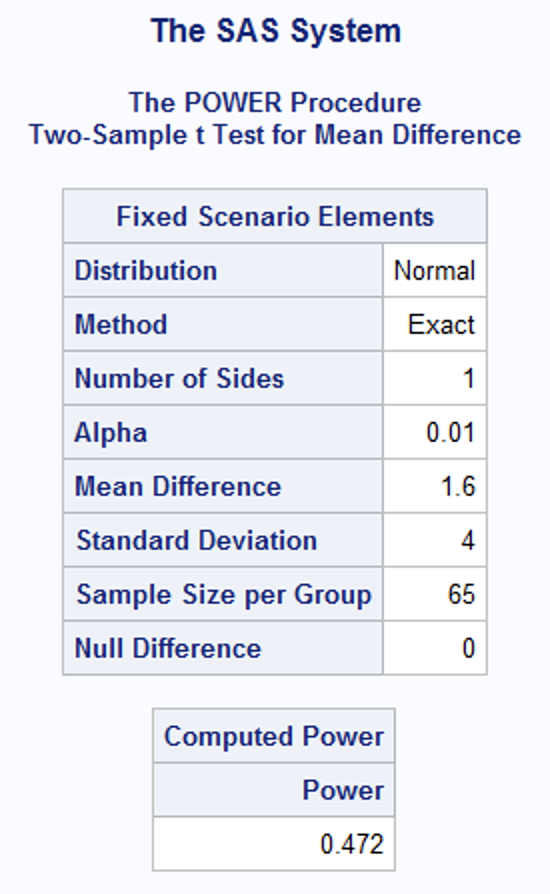 The SAS System
The POWER Procedure
Two-Sample t Test for Mean Difference
Fixed Scenario Elements
Distribution Normal
Method Exact
Number of Sides 1
Alpha 0.01
Mean Difference 1.6
Standard Deviation 4
Sample Size per Group 65
Null Difference 0
Computed Power
Power
0.472